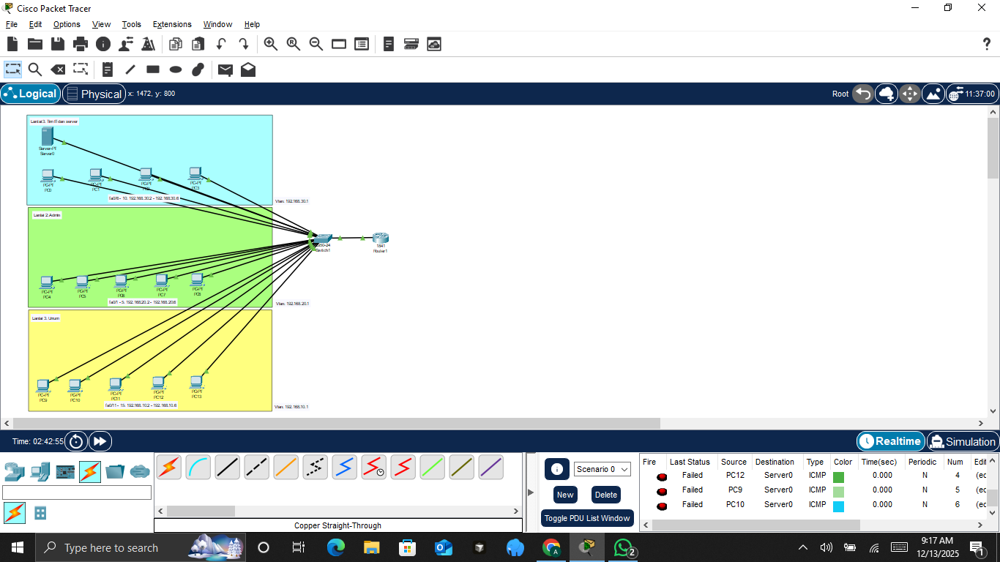 Cisco Packet Tracer
File Edit Options View Tools Extensions Window Help
Logical Physical x: 1472, y: 800 Root 11:37:00
Lantai 3: Tim IT dan server
Server-PT
Server0
PC-PT PC-PT PC-PT PC-PT
PC0 PC1 PC3
fa0/6 - 10. 192.168.30.2 - 192.168.30.6
Vlan: 192.168.30.1
Lantai 2:Admin
Switch1
1841
Router1
PC-PT PC-PT PC-PT PC-PT PC-PT
PC4 PC5 PC6 PC7 PC8
fa0/1 - 5. 192.168.20.2 - 192.168.20.6
Vlan: 192.168.20.1
Lantai 3: Umum
PC-PT PC-PT PC-PT PC-PT PC-PT
PC9 PC10 PC11 PC12 PC13
fa0/11 - 15. 192.168.10.2 - 192.168.10.6
Vlan: 192.168.10.1
Time: 02:42:55 Realtime Simulation
Scenario 0
New Delete
Toggle PDU List Window
Fire Last Status Source Destination Type Color Time(sec) Periodic Num Edit
Failed PC12 Server0 ICMP 0.000 N 4
Failed PC9 Server0 ICMP 0.000 N 5
Failed PC10 Server0 ICMP 0.000 N 6
Copper Straight-Through
Type here to search
2
9:17 AM
12/13/2025
1